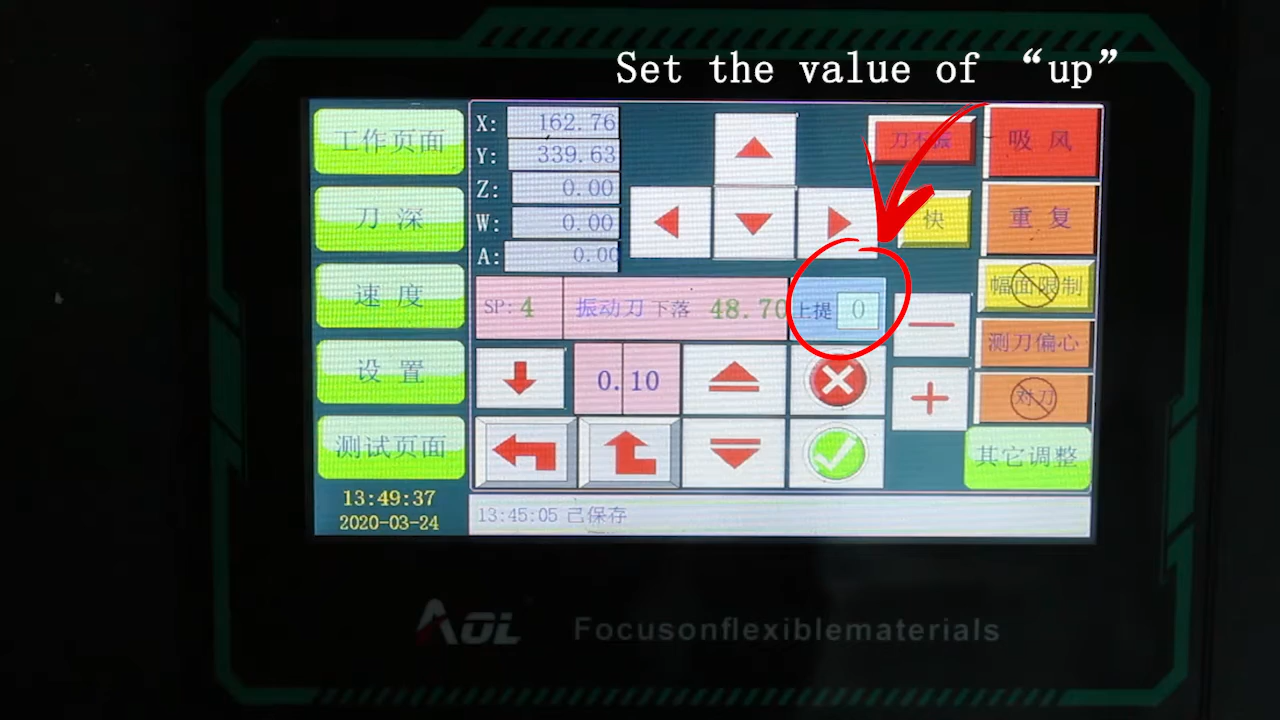 Set the value of “up”
工作页面
刀 深
速 度
设 置
测试页面
13:49:37
2020-03-24
X: 162.76
Y: 339.63
Z: 0.00
W: 0.00
A: 0.00
刀不振
快
吸 风
重 复
幅面限制
测刀偏心
对刀
其它调整
SP: 4
振动刀 下落 48.70
上提 0
0.10
13:45:05 己保存
AOL
Focusonflexiblematerials